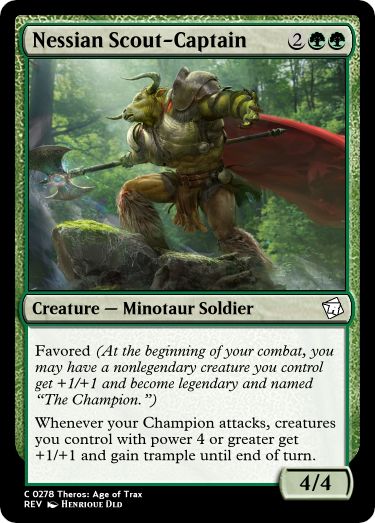 Nessian Scout-Captain 2
Creature — Minotaur Soldier
Favored (At the beginning of your combat, you
may have a nonlegendary creature you control
get +1/+1 and become legendary and named
“The Champion.”)
Whenever your Champion attacks, creatures
you control with power 4 or greater get
+1/+1 and gain trample until end of turn.
4/4
C 0278 Theros: Age of Trax
REV Henrique Dld